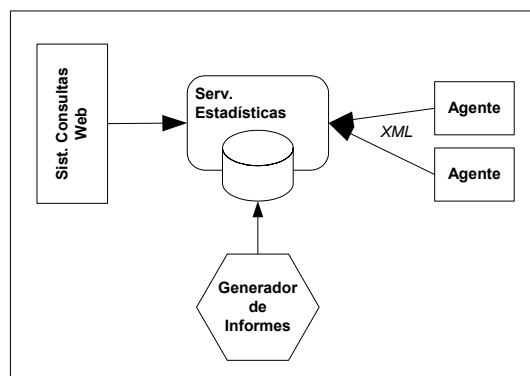 Sist. Consultas
Web
Serv.
Estadísticas
XML
Agente
Agente
Generador
de
Informes